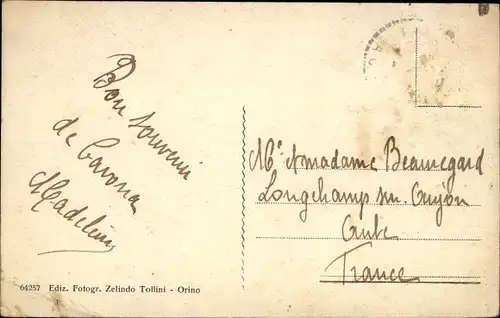 Bon souvenir
de Cavona
Madeleine
Mr et madame Beauregard
Longchamp sur Aujon
Aube
France
64257 Ediz. Fotogr. Zelindo Tollini - Orino